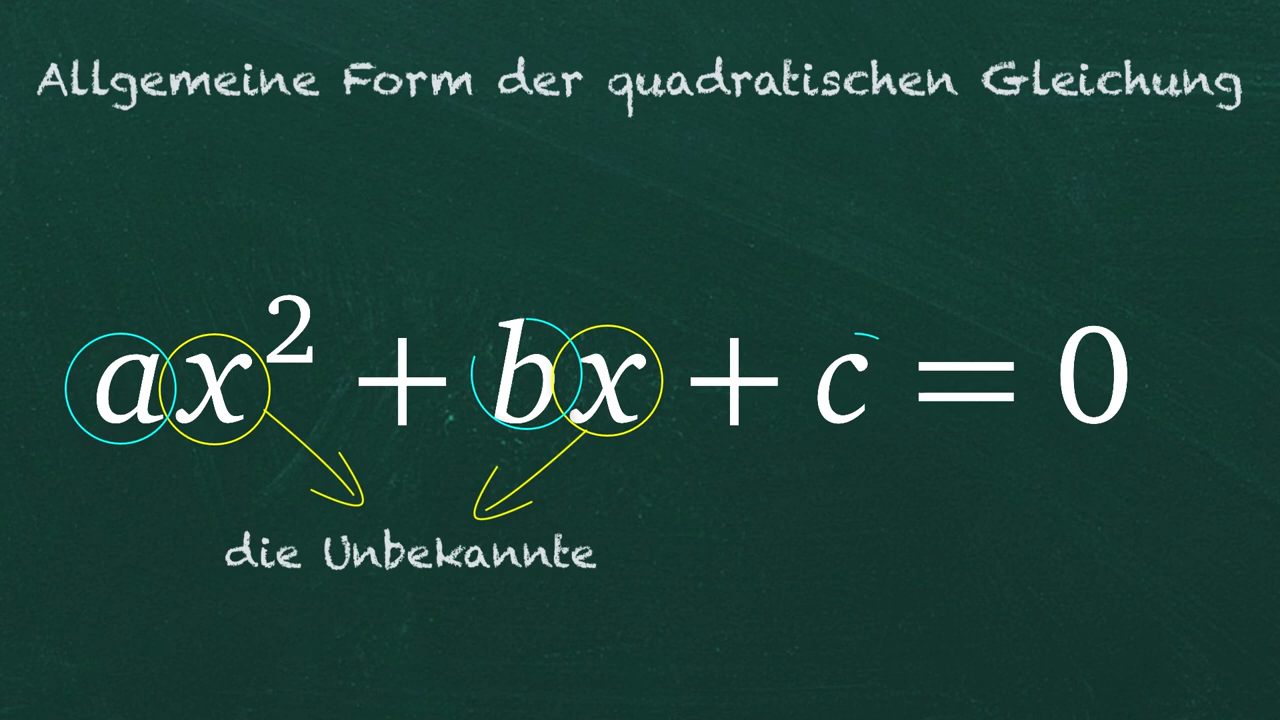 Allgemeine Form der quadratischen Gleichung
ax² + bx + c = 0
die Unbekannte